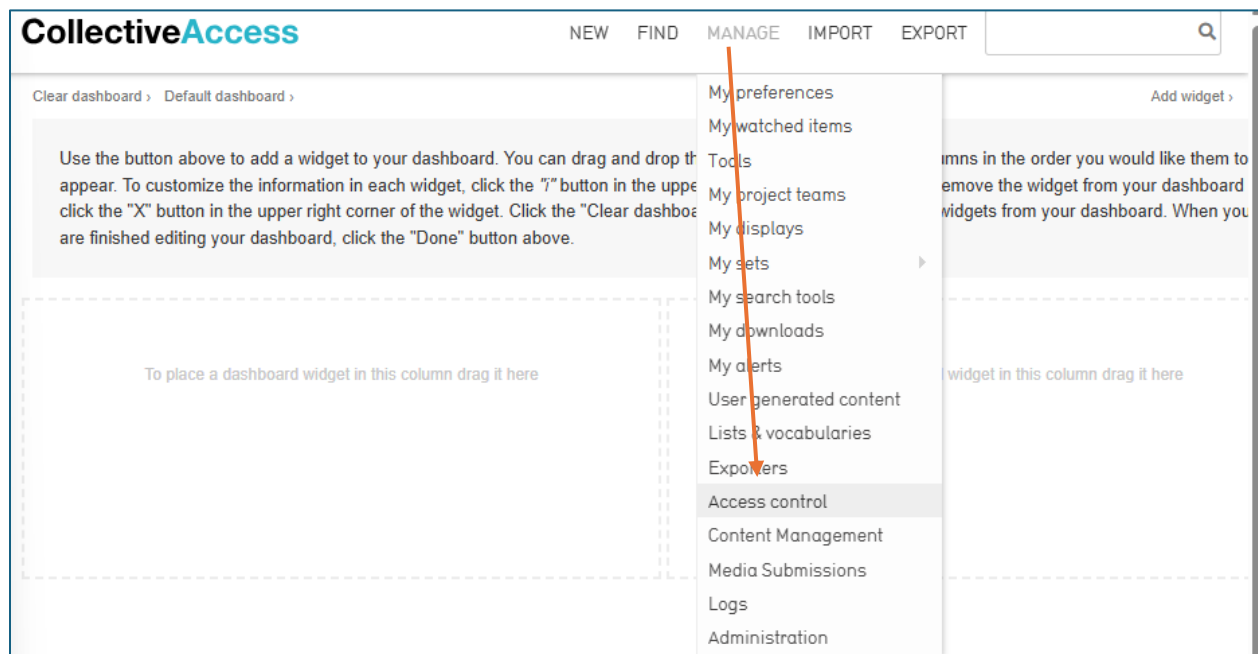 CollectiveAccess
NEW FIND MANAGE IMPORT EXPORT
Clear dashboard › Default dashboard ›
Add widget ›
Use the button above to add a widget to your dashboard. You can drag and drop th
umns in the order you would like them to
appear. To customize the information in each widget, click the "i" button in the uppe
emove the widget from your dashboard
click the "X" button in the upper right corner of the widget. Click the "Clear dashboa
widgets from your dashboard. When you
are finished editing your dashboard, click the "Done" button above.
To place a dashboard widget in this column drag it here
widget in this column drag it here
My preferences
My watched items
Tools
My project teams
My displays
My sets
My search tools
My downloads
My alerts
User generated content
Lists & vocabularies
Exporters
Access control
Content Management
Media Submissions
Logs
Administration